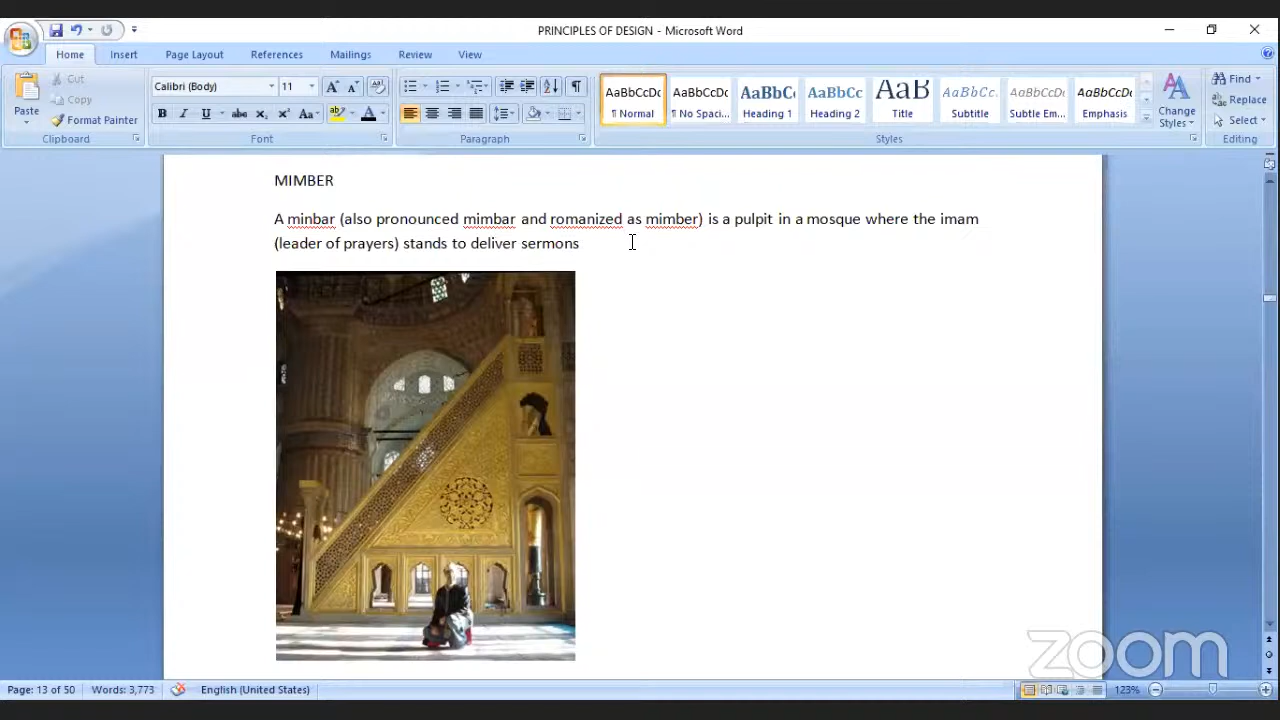 PRINCIPLES OF DESIGN - Microsoft Word
Home Insert Page Layout References Mailings Review View
Paste
Cut
Copy
Format Painter
Clipboard
Calibri (Body) 11
Font
Paragraph
AaBbCcDc AaBbCcDc AaBbC AaBbCc AaB AaBbCc. AaBbCcDc AaBbCcDc
¶ Normal ¶ No Spaci... Heading 1 Heading 2 Title Subtitle Subtle Em... Emphasis
Change Styles
Styles
Find
Replace
Select
Editing
MIMBER
A minbar (also pronounced mimbar and romanized as mimber) is a pulpit in a mosque where the imam
(leader of prayers) stands to deliver sermons
zoom
Page: 13 of 50 Words: 3,773 English (United States) 123%